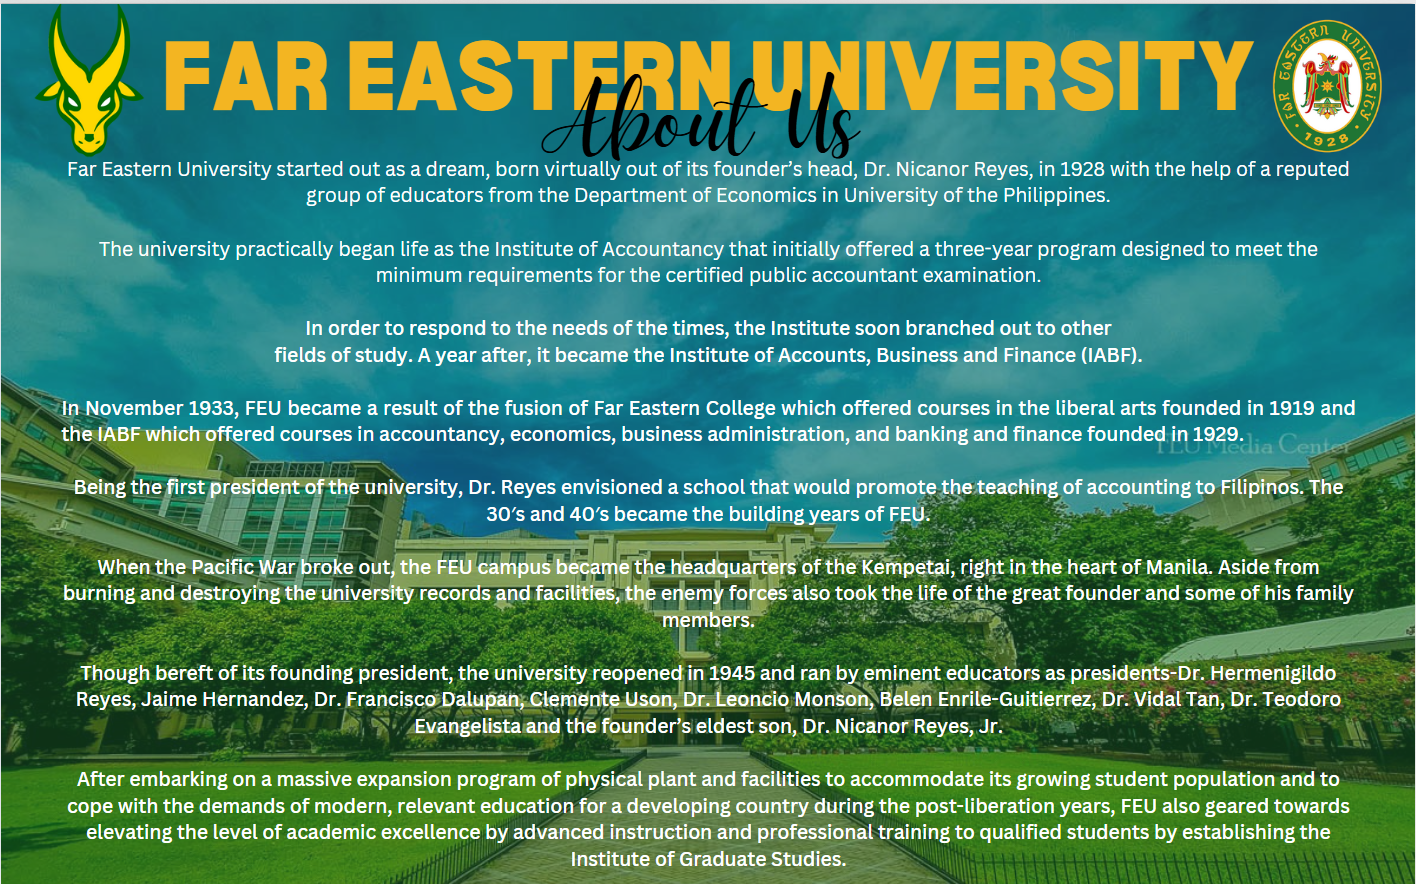 FAR EASTERN UNIVERSITY
About Us
FAR EASTERN UNIVERSITY
1928
Far Eastern University started out as a dream, born virtually out of its founder’s head, Dr. Nicanor Reyes, in 1928 with the help of a reputed
group of educators from the Department of Economics in University of the Philippines.
The university practically began life as the Institute of Accountancy that initially offered a three-year program designed to meet the
minimum requirements for the certified public accountant examination.
In order to respond to the needs of the times, the Institute soon branched out to other
fields of study. A year after, it became the Institute of Accounts, Business and Finance (IABF).
In November 1933, FEU became a result of the fusion of Far Eastern College which offered courses in the liberal arts founded in 1919 and
the IABF which offered courses in accountancy, economics, business administration, and banking and finance founded in 1929.
FEU Media Center
Being the first president of the university, Dr. Reyes envisioned a school that would promote the teaching of accounting to Filipinos. The
30′s and 40′s became the building years of FEU.
When the Pacific War broke out, the FEU campus became the headquarters of the Kempetai, right in the heart of Manila. Aside from
burning and destroying the university records and facilities, the enemy forces also took the life of the great founder and some of his family
members.
Though bereft of its founding president, the university reopened in 1945 and ran by eminent educators as presidents-Dr. Hermenigildo
Reyes, Jaime Hernandez, Dr. Francisco Dalupan, Clemente Uson, Dr. Leoncio Monson, Belen Enrile-Guitierrez, Dr. Vidal Tan, Dr. Teodoro
Evangelista and the founder’s eldest son, Dr. Nicanor Reyes, Jr.
After embarking on a massive expansion program of physical plant and facilities to accommodate its growing student population and to
cope with the demands of modern, relevant education for a developing country during the post-liberation years, FEU also geared towards
elevating the level of academic excellence by advanced instruction and professional training to qualified students by establishing the
Institute of Graduate Studies.